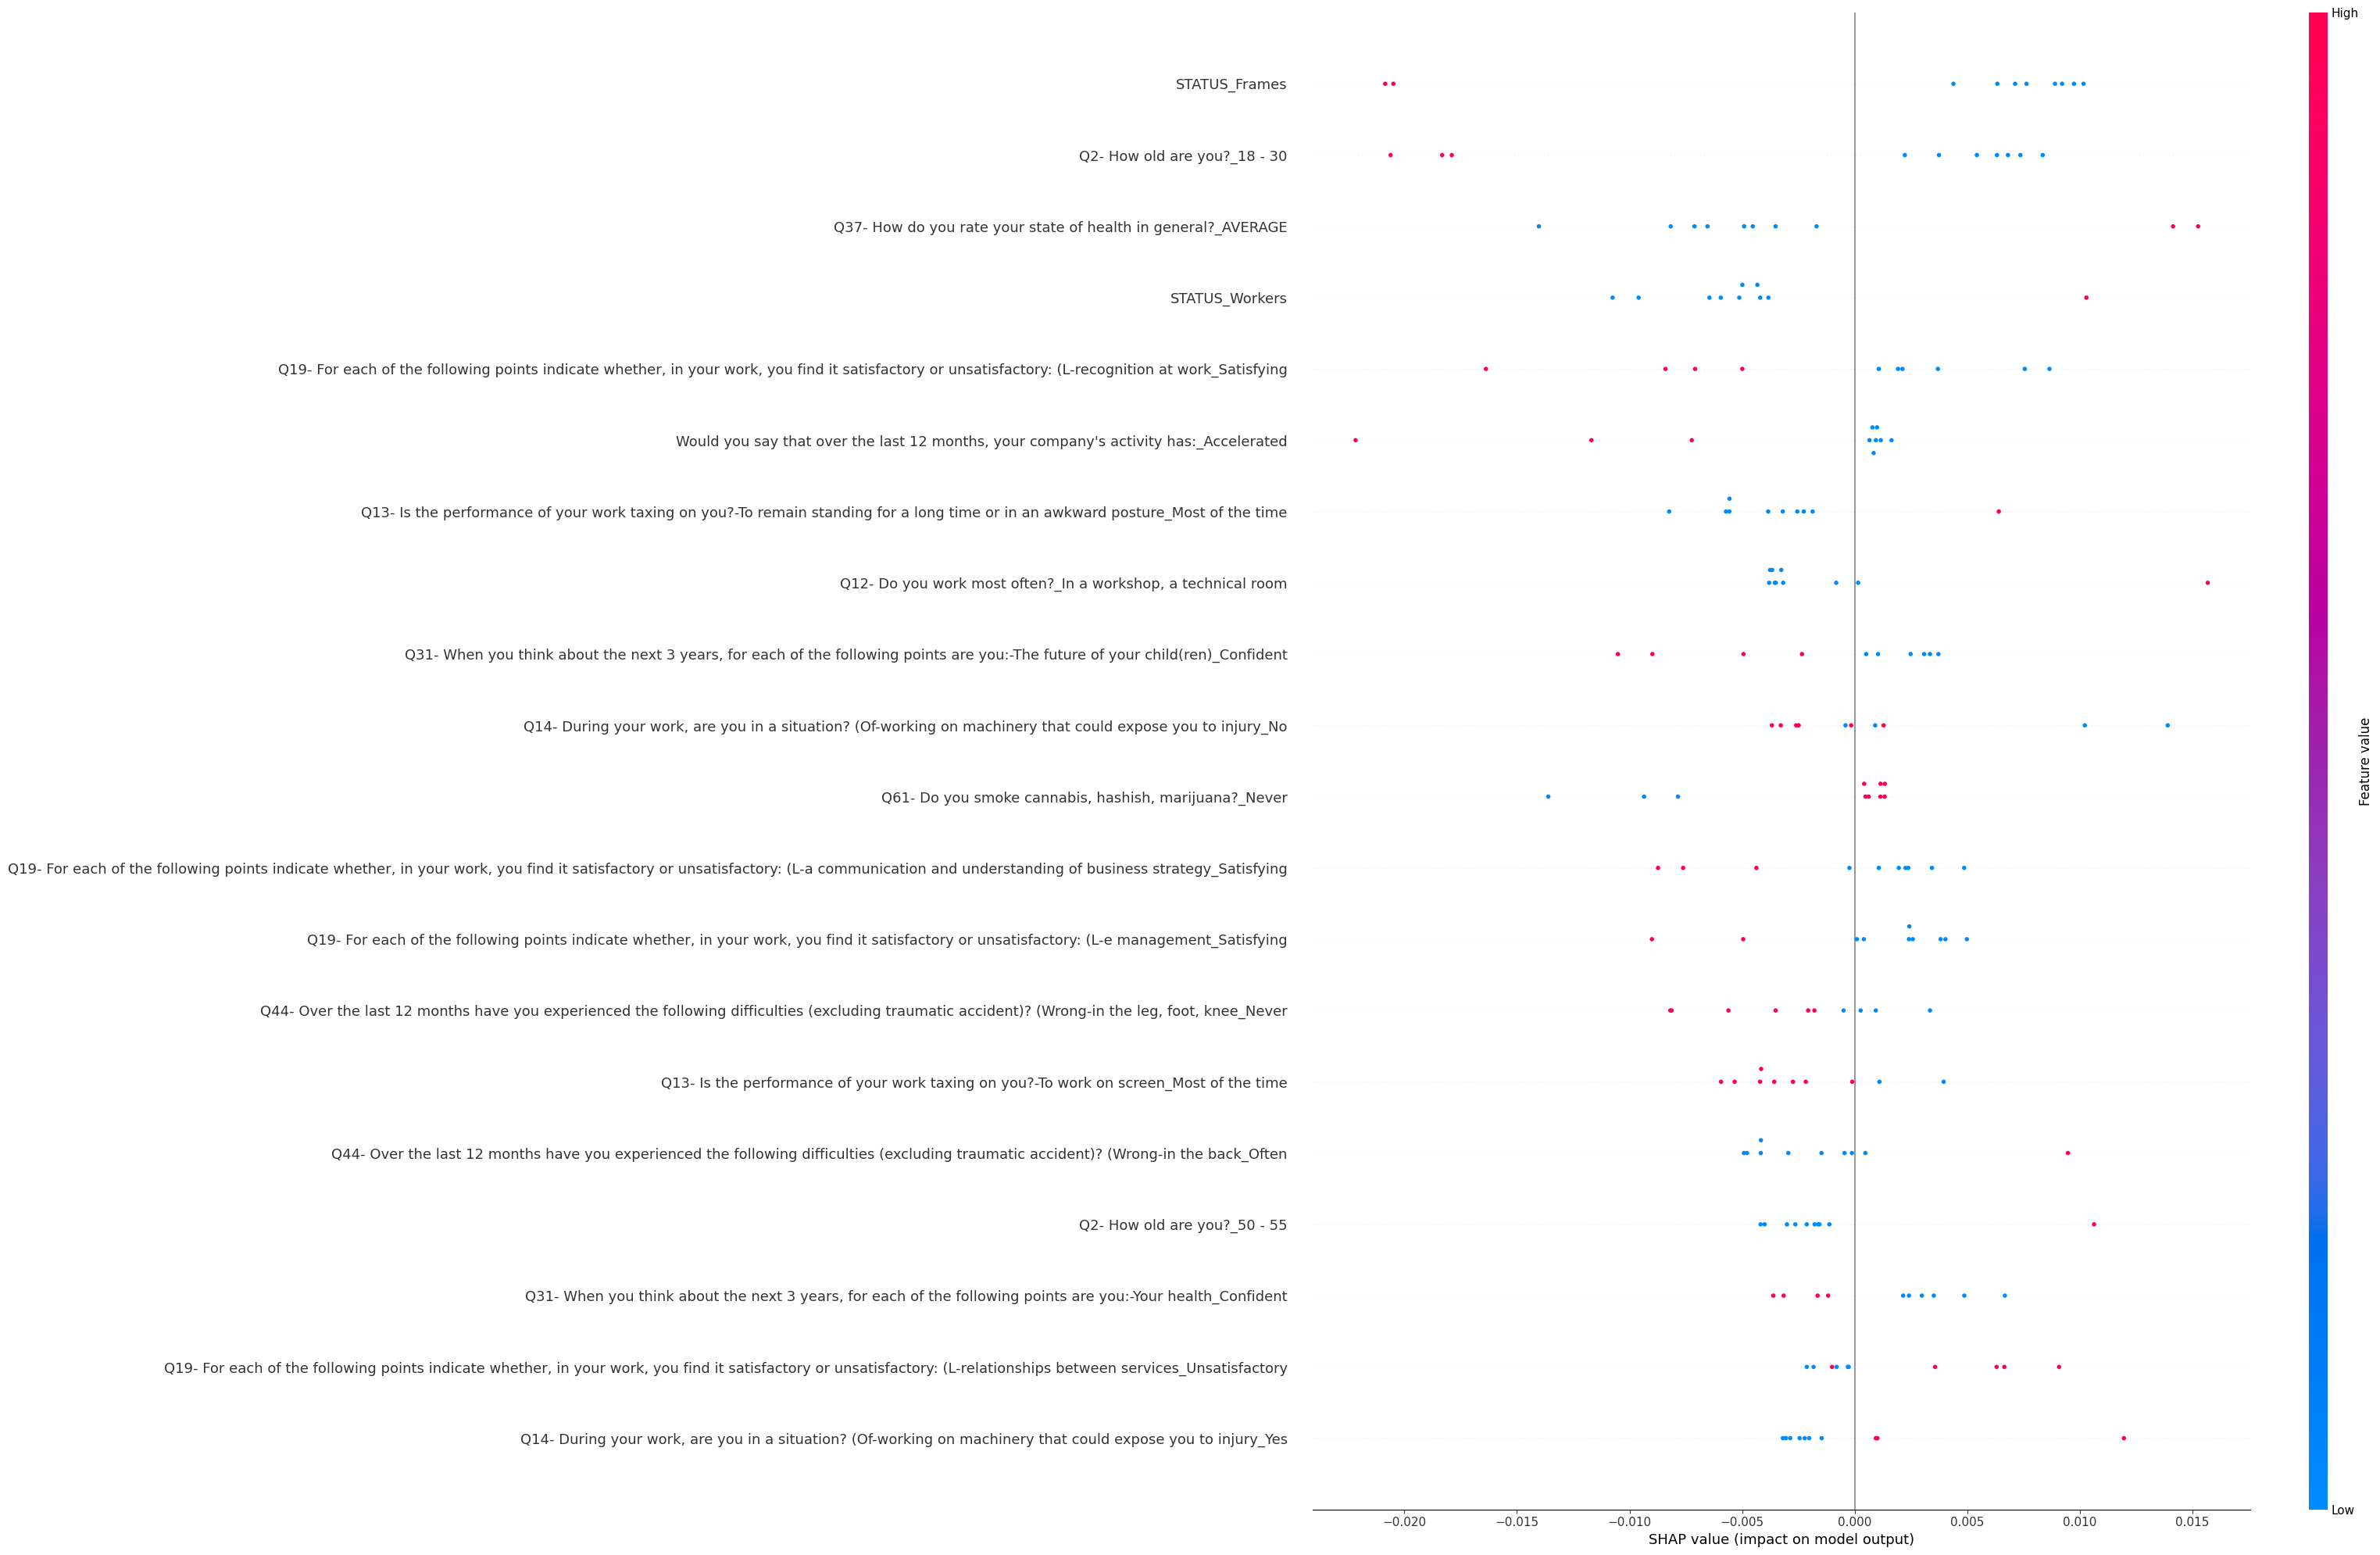 High
STATUS_Frames
Q2- How old are you?_18 - 30
Q37- How do you rate your state of health in general?_AVERAGE
STATUS_Workers
Q19- For each of the following points indicate whether, in your work, you find it satisfactory or unsatisfactory: (L-recognition at work_Satisfying
Would you say that over the last 12 months, your company's activity has:_Accelerated
Q13- Is the performance of your work taxing on you?-To remain standing for a long time or in an awkward posture_Most of the time
Q12- Do you work most often?_In a workshop, a technical room
Q31- When you think about the next 3 years, for each of the following points are you:-The future of your child(ren)_Confident
Q14- During your work, are you in a situation? (Of-working on machinery that could expose you to injury_No
Q61- Do you smoke cannabis, hashish, marijuana?_Never
Q19- For each of the following points indicate whether, in your work, you find it satisfactory or unsatisfactory: (L-a communication and understanding of business strategy_Satisfying
Q19- For each of the following points indicate whether, in your work, you find it satisfactory or unsatisfactory: (L-e management_Satisfying
Q44- Over the last 12 months have you experienced the following difficulties (excluding traumatic accident)? (Wrong-in the leg, foot, knee_Never
Q13- Is the performance of your work taxing on you?-To work on screen_Most of the time
Q44- Over the last 12 months have you experienced the following difficulties (excluding traumatic accident)? (Wrong-in the back_Often
Q2- How old are you?_50 - 55
Q31- When you think about the next 3 years, for each of the following points are you:-Your health_Confident
Q19- For each of the following points indicate whether, in your work, you find it satisfactory or unsatisfactory: (L-relationships between services_Unsatisfactory
Q14- During your work, are you in a situation? (Of-working on machinery that could expose you to injury_Yes
−0.020 −0.015 −0.010 −0.005 0.000 0.005 0.010 0.015
SHAP value (impact on model output)
Low
Feature value